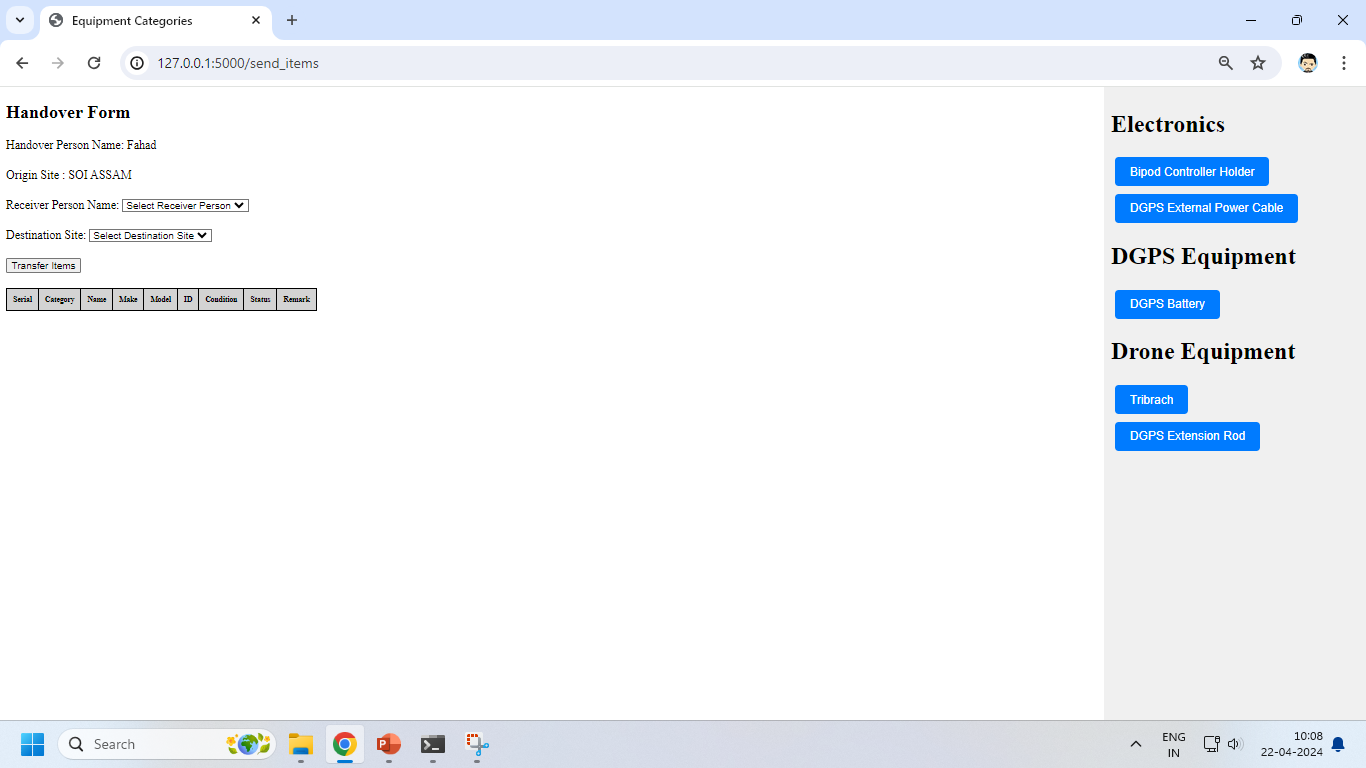 Equipment Categories
127.0.0.1:5000/send_items
Handover Form
Handover Person Name: Fahad
Origin Site : SOI ASSAM
Receiver Person Name: Select Receiver Person
Destination Site: Select Destination Site
Transfer Items
Serial Category Name Make Model ID Condition Status Remark
Electronics
Bipod Controller Holder
DGPS External Power Cable
DGPS Equipment
DGPS Battery
Drone Equipment
Tribrach
DGPS Extension Rod
Search
P
ENG
IN
10:08
22-04-2024